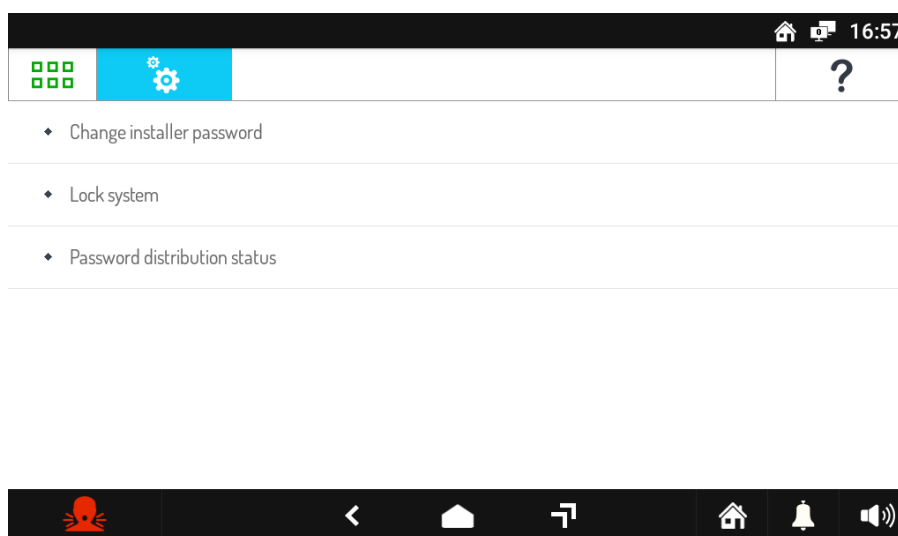 16:57
?
Change installer password
Lock system
Password distribution status